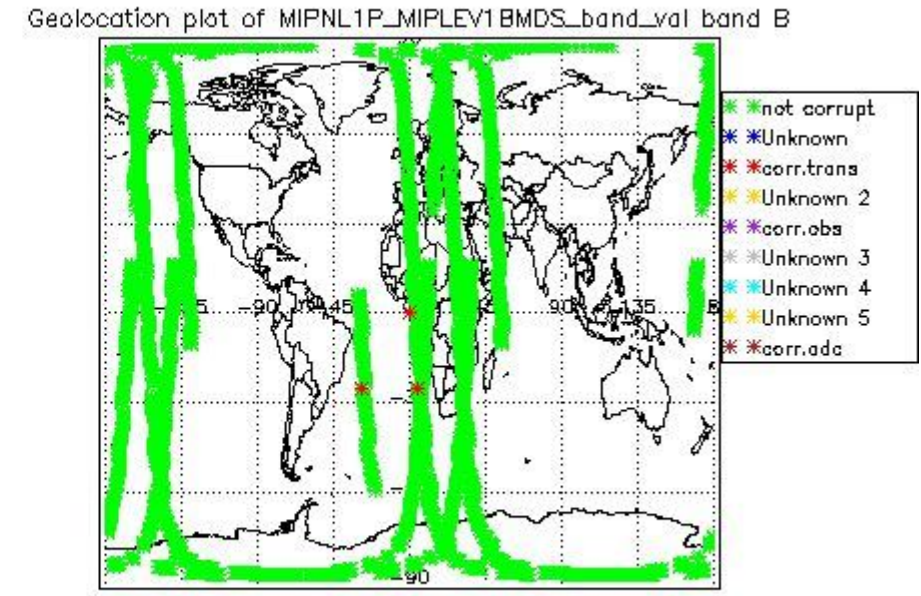 Geolocation plot of MIPNL1P_MIPLEV1BMDS_band_val band B
not corrupt
Unknown
corr.trans
Unknown 2
corr.obs
Unknown 3
Unknown 4
Unknown 5
corr.adc
-90
45
90
135
-90